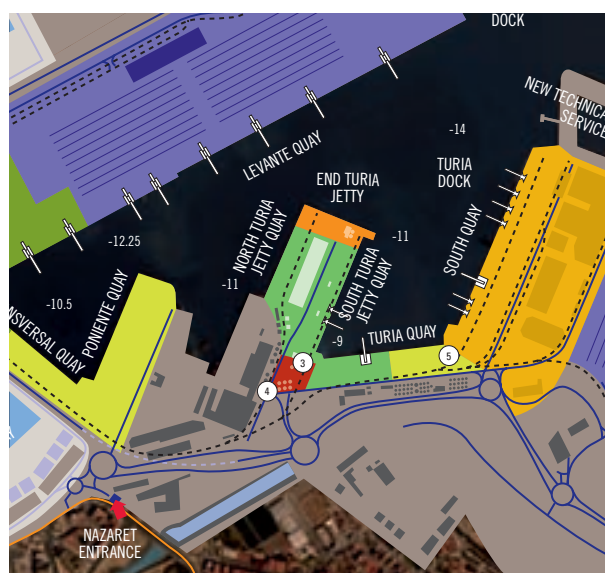 DOCK
NEW TECHNICA
SERVICE
-14
LEVANTE QUAY
TURIA
DOCK
END TURIA
JETTY
NORTH TURIA
JETTY QUAY
SOUTH QUAY
-12.25
-11
-11
PONIENTE QUAY
-10.5
SOUTH TURIA
JETTY QUAY
NSVERSAL QUAY
-9
TURIA QUAY
3
5
4
A
NAZARET
ENTRANCE